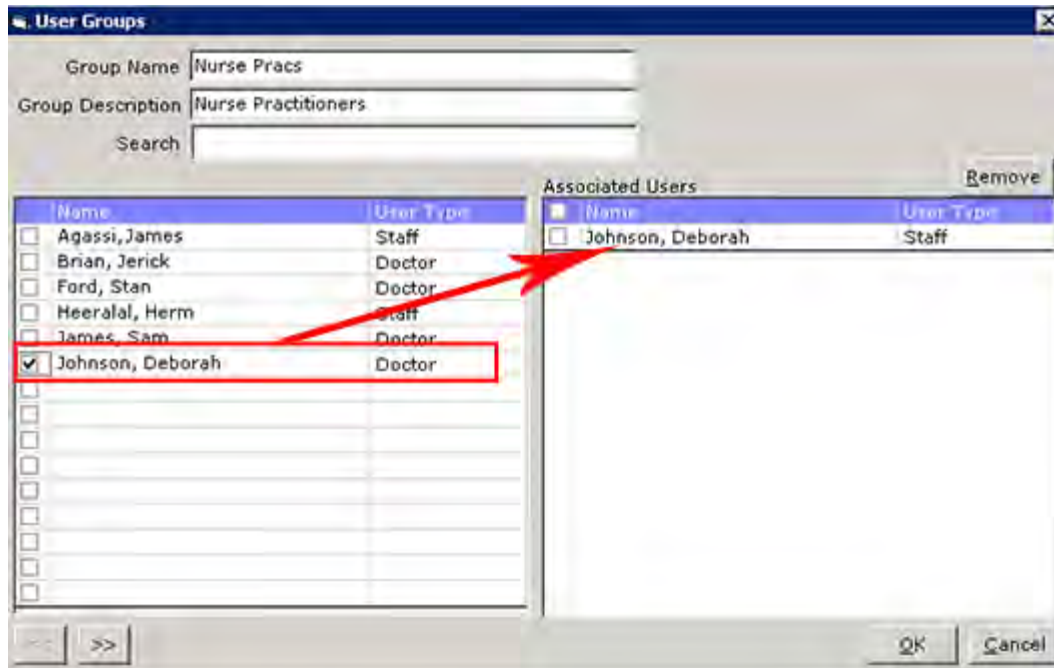 User Groups
Group Name Nurse Pracs
Group Description Nurse Practitioners
Search
Remove
Associated Users
Name User Type
Agassi,James Staff
Brian, Jerick Doctor
Ford, Stan Doctor
Heeralal, Herm Staff
James, Sam Doctor
Johnson, Deborah Doctor
Name User Type
Johnson, Deborah Staff
>>
OK Cancel